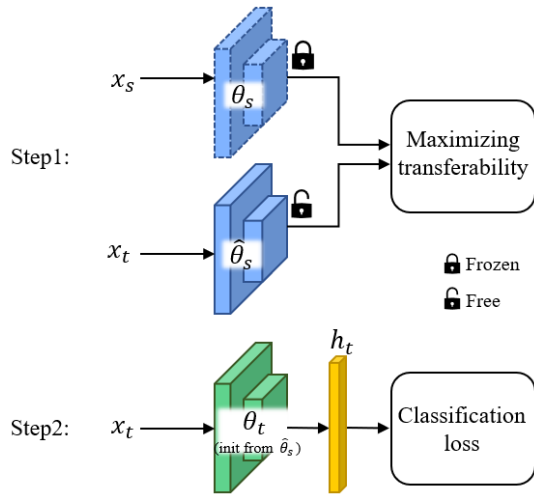 x_s
θ_s
Step1:
Maximizing
transferability
x_t
θ̂_s
Frozen
Free
h_t
Step2:
x_t
θ_t
(init from θ̂_s)
Classification
loss